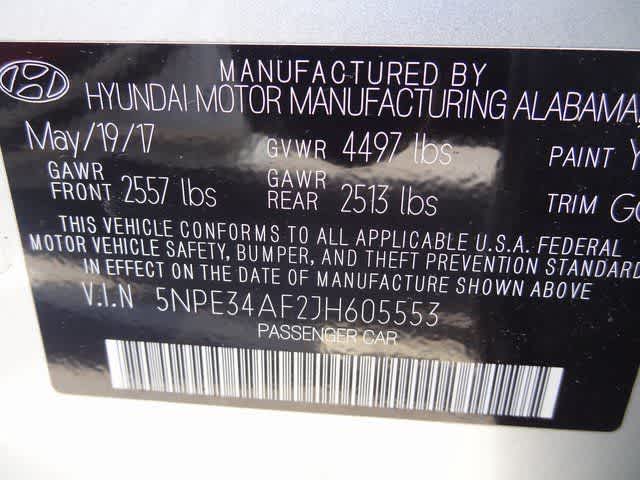 MANUFACTURED BY
HYUNDAI MOTOR MANUFACTURING ALABAMA,
May/19/17 GVWR 4497 lbs PAINT Y
GAWR FRONT 2557 lbs GAWR REAR 2513 lbs TRIM GG
THIS VEHICLE CONFORMS TO ALL APPLICABLE U.S.A. FEDERAL
MOTOR VEHICLE SAFETY, BUMPER, AND THEFT PREVENTION STANDARD
IN EFFECT ON THE DATE OF MANUFACTURE SHOWN ABOVE
V.I.N 5NPE34AF2JH605553
PASSENGER CAR